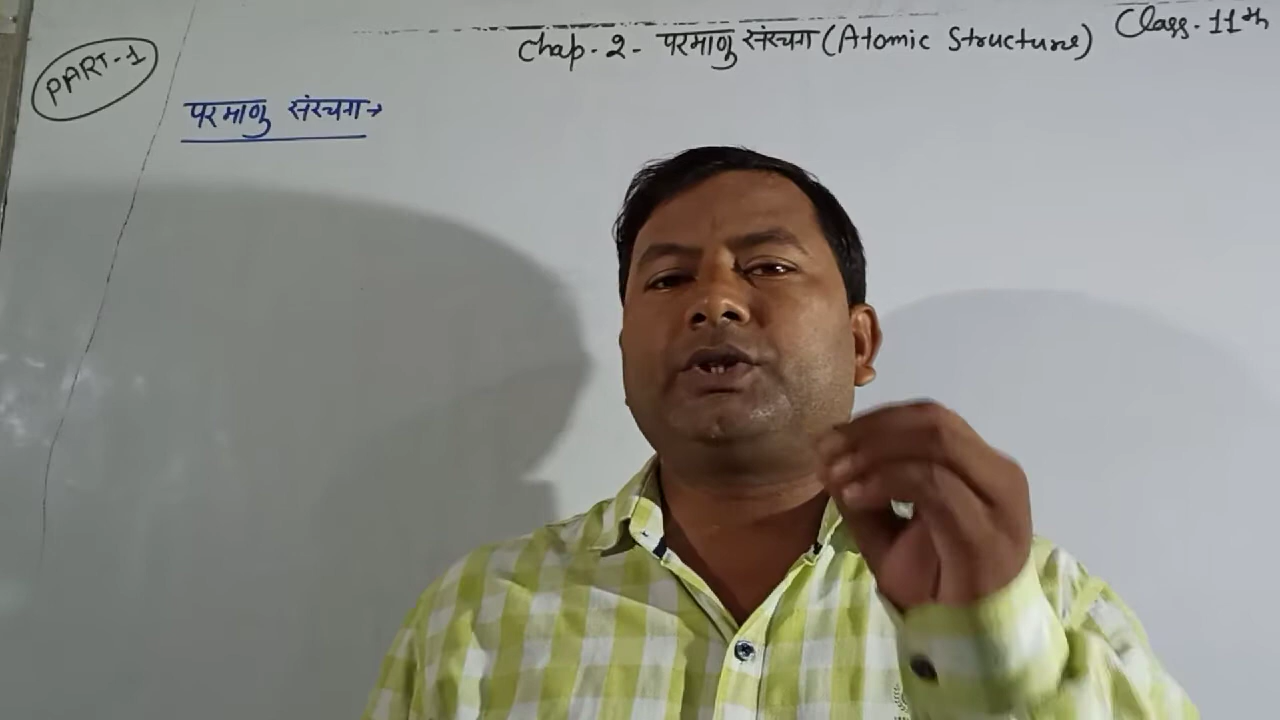 Chap-2- परमाणु संरचना (Atomic Structure) Class-11th
PART-1
परमाणु संरचना→